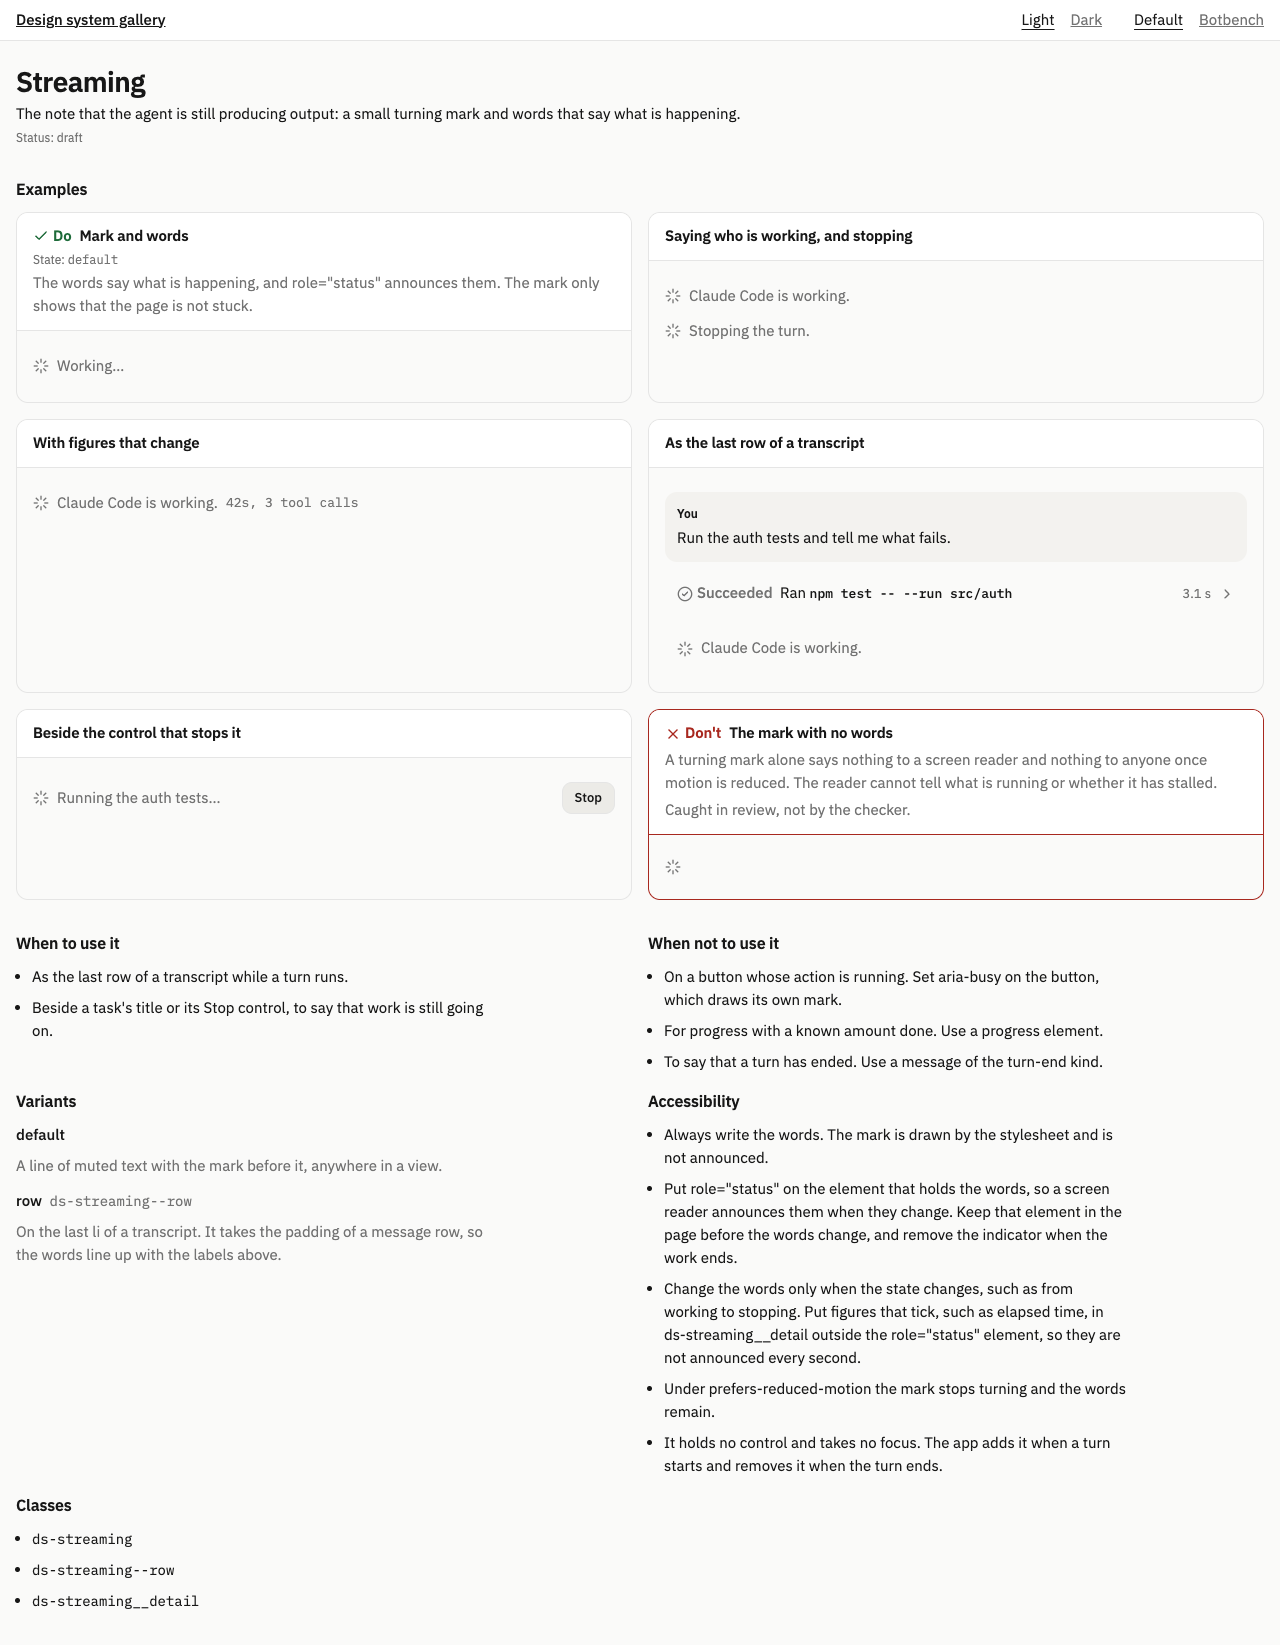 Design system gallery
Light Dark Default Botbench
Streaming
The note that the agent is still producing output: a small turning mark and words that say what is happening.
Status: draft
Examples
Do Mark and words
State: default
The words say what is happening, and role="status" announces them. The mark only
shows that the page is not stuck.
Working…
Saying who is working, and stopping
Claude Code is working.
Stopping the turn.
With figures that change
Claude Code is working. 42s, 3 tool calls
As the last row of a transcript
You
Run the auth tests and tell me what fails.
Succeeded Ran npm test -- --run src/auth 3.1 s
Claude Code is working.
Beside the control that stops it
Running the auth tests…
Stop
Don't The mark with no words
A turning mark alone says nothing to a screen reader and nothing to anyone once
motion is reduced. The reader cannot tell what is running or whether it has stalled.
Caught in review, not by the checker.
When to use it
• As the last row of a transcript while a turn runs.
• Beside a task's title or its Stop control, to say that work is still going
on.
When not to use it
• On a button whose action is running. Set aria-busy on the button,
which draws its own mark.
• For progress with a known amount done. Use a progress element.
• To say that a turn has ended. Use a message of the turn-end kind.
Variants
default
A line of muted text with the mark before it, anywhere in a view.
row ds-streaming--row
On the last li of a transcript. It takes the padding of a message row, so
the words line up with the labels above.
Accessibility
• Always write the words. The mark is drawn by the stylesheet and is
not announced.
• Put role="status" on the element that holds the words, so a screen
reader announces them when they change. Keep that element in the
page before the words change, and remove the indicator when the
work ends.
• Change the words only when the state changes, such as from
working to stopping. Put figures that tick, such as elapsed time, in
ds-streaming__detail outside the role="status" element, so they are
not announced every second.
• Under prefers-reduced-motion the mark stops turning and the words
remain.
• It holds no control and takes no focus. The app adds it when a turn
starts and removes it when the turn ends.
Classes
• ds-streaming
• ds-streaming--row
• ds-streaming__detail